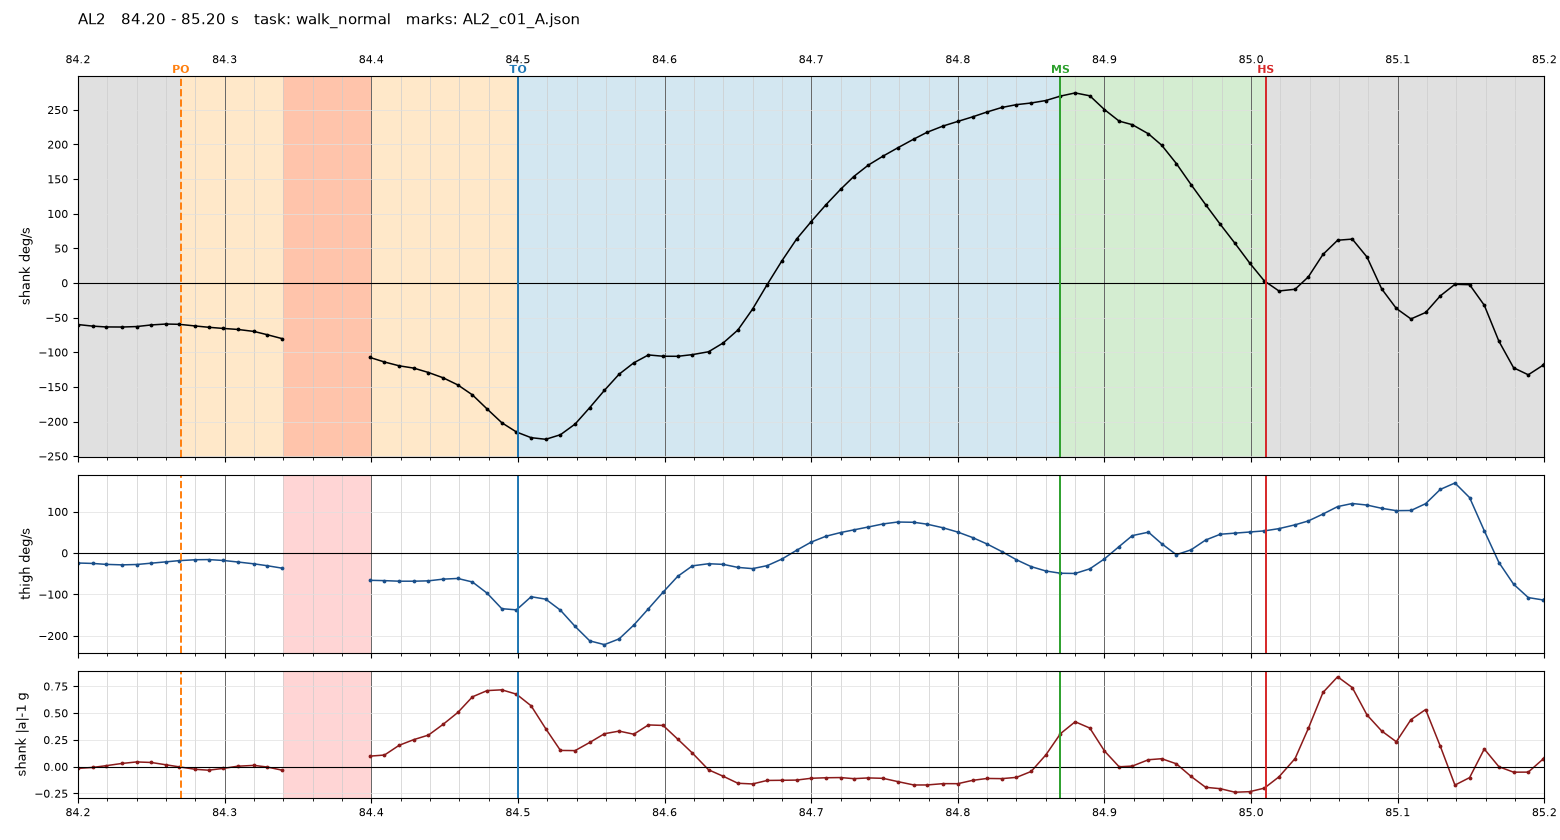 AL2   84.20 - 85.20 s   task: walk_normal   marks: AL2_c01_A.json
84.2 84.3 84.4 84.5 84.6 84.7 84.8 84.9 85.0 85.1 85.2
PO TO MS HS
250
200
150
100
50
0
−50
−100
−150
−200
−250
shank deg/s
100
0
−100
−200
thigh deg/s
0.75
0.50
0.25
0.00
−0.25
shank |a|-1 g
84.2 84.3 84.4 84.5 84.6 84.7 84.8 84.9 85.0 85.1 85.2